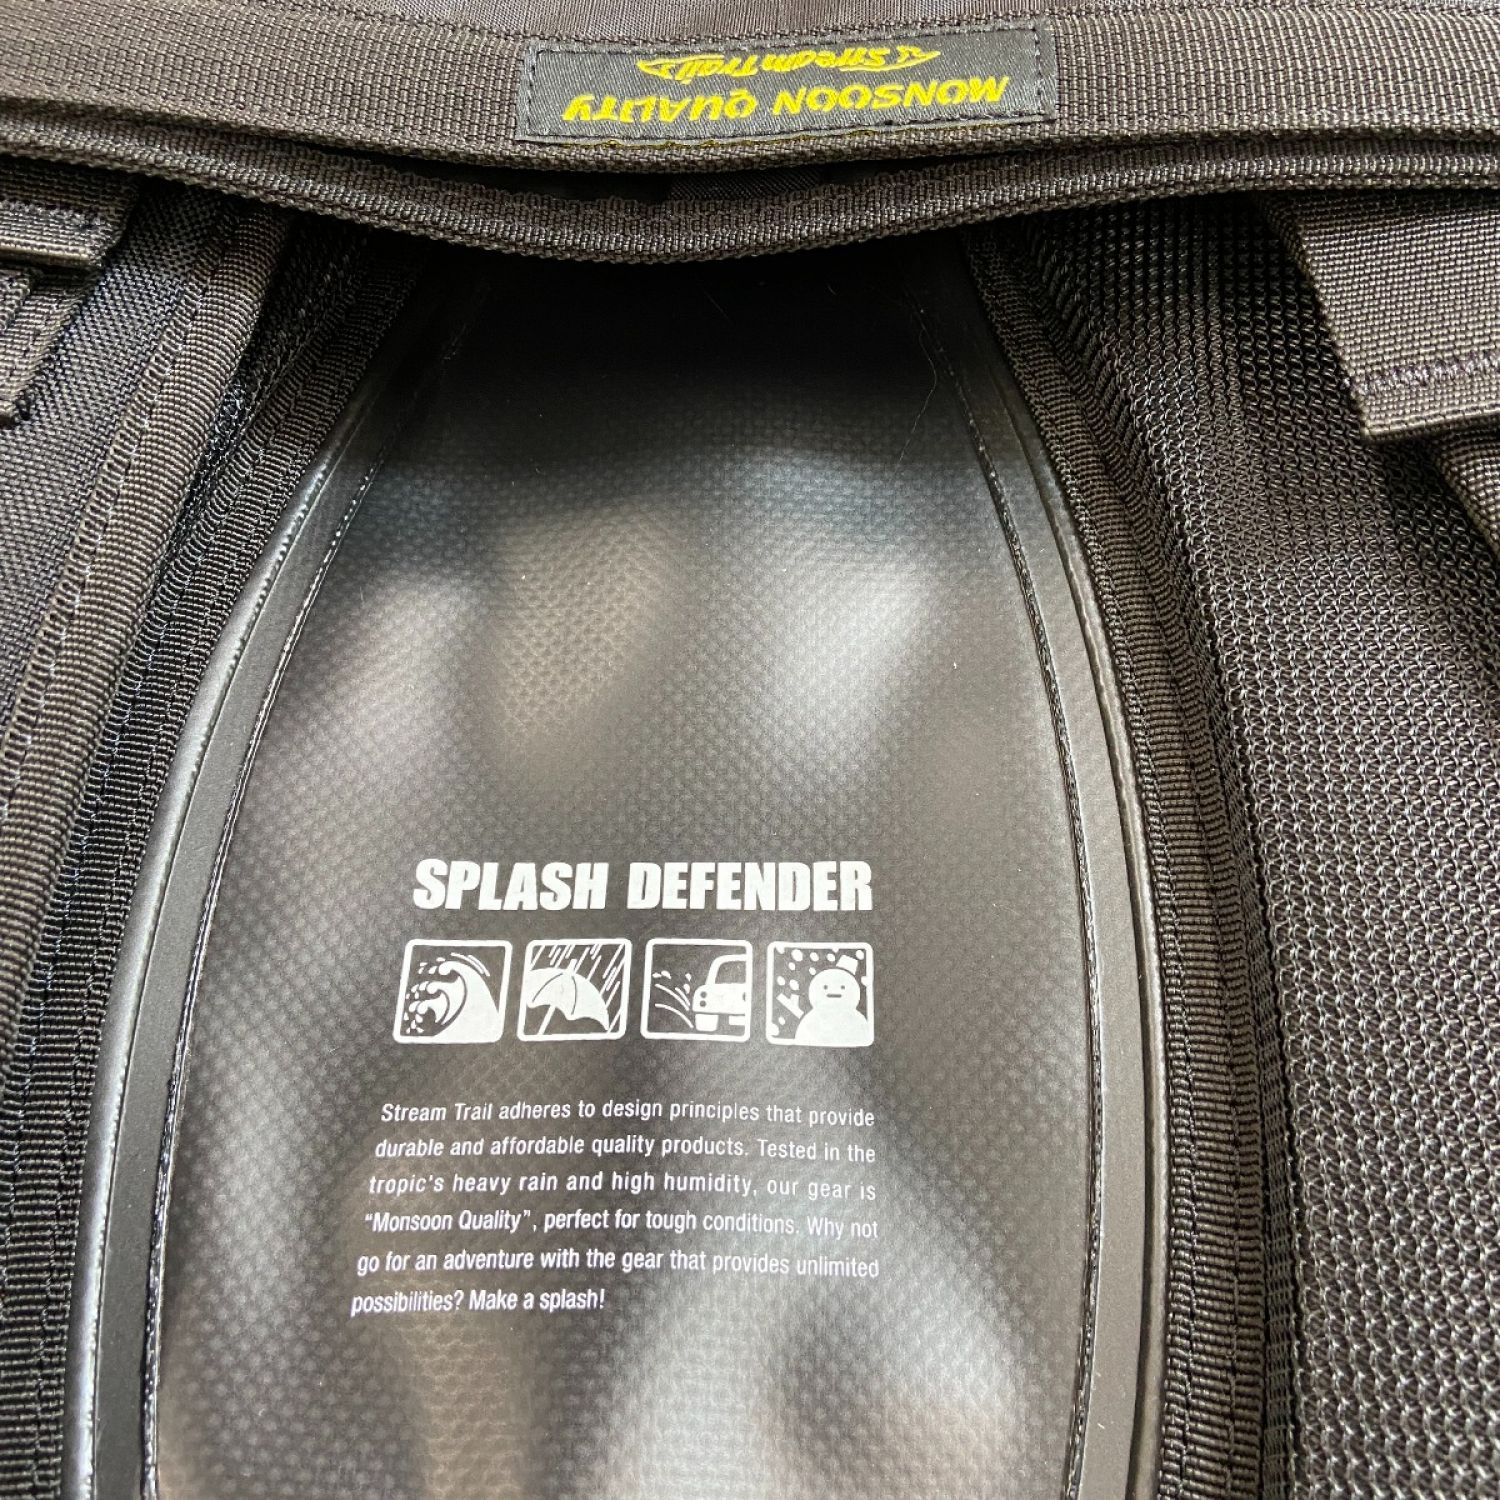 MONSOON QUALITY
Stream Trail
SPLASH DEFENDER
Stream Trail adheres to design principles that provide
durable and affordable quality products. Tested in the
tropic's heavy rain and high humidity, our gear is
"Monsoon Quality", perfect for tough conditions. Why not
go for an adventure with the gear that provides unlimited
possibilities? Make a splash!